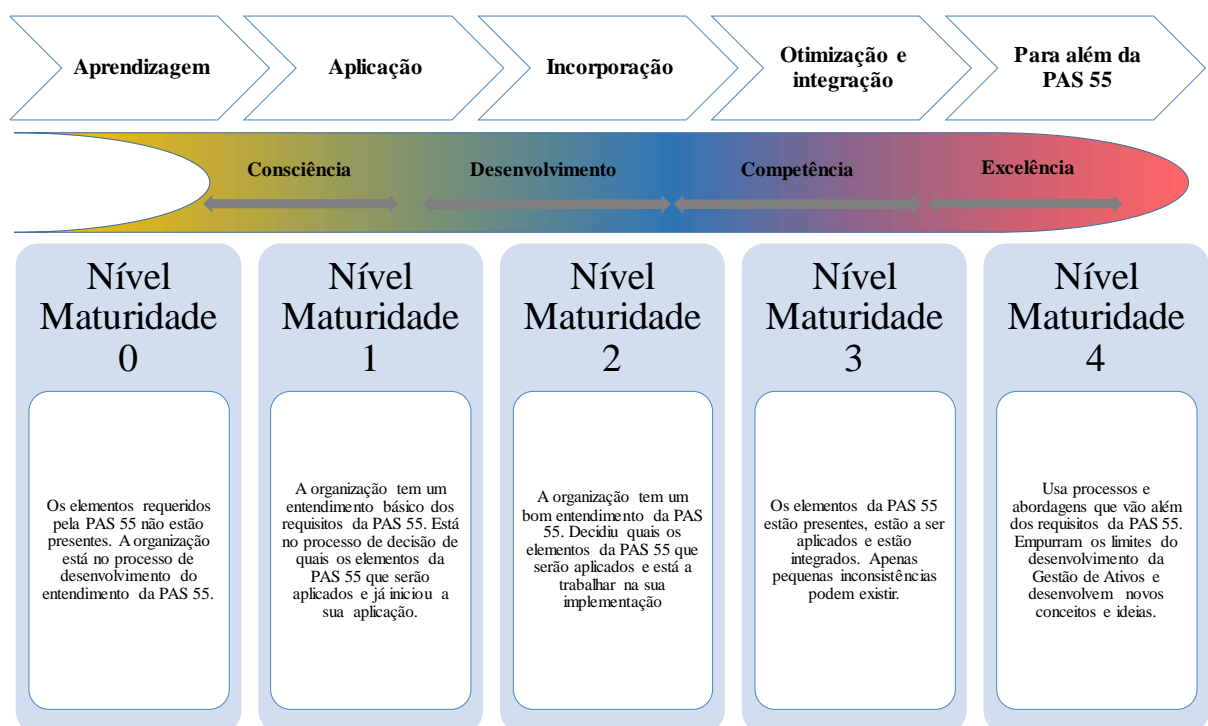 Aprendizagem
Aplicação
Incorporação
Otimização e
integração
Para além da
PAS 55
Consciência
Desenvolvimento
Competência
Excelência
Nível
Maturidade
0
Os elementos requeridos
pela PAS 55 não estão
presentes. A organização
está no processo de
desenvolvimento do
entendimento da PAS 55.
Nível
Maturidade
1
A organização tem um
entendimento básico dos
requisitos da PAS 55. Está
no processo de decisão de
quais os elementos da
PAS 55 que serão
aplicados e já iniciou a
sua aplicação.
Nível
Maturidade
2
A organização tem um
bom entendimento da PAS
55. Decidiu quais os
elementos da PAS 55 que
serão aplicados e está a
trabalhar na sua
implementação
Nível
Maturidade
3
Os elementos da PAS 55
estão presentes, estão a ser
aplicados e estão
integrados. Apenas
pequenas inconsistências
podem existir.
Nível
Maturidade
4
Usa processos e
abordagens que vão além
dos requisitos da PAS 55.
Empurram os limites do
desenvolvimento da
Gestão de Ativos e
desenvolvem novos
conceitos e ideias.